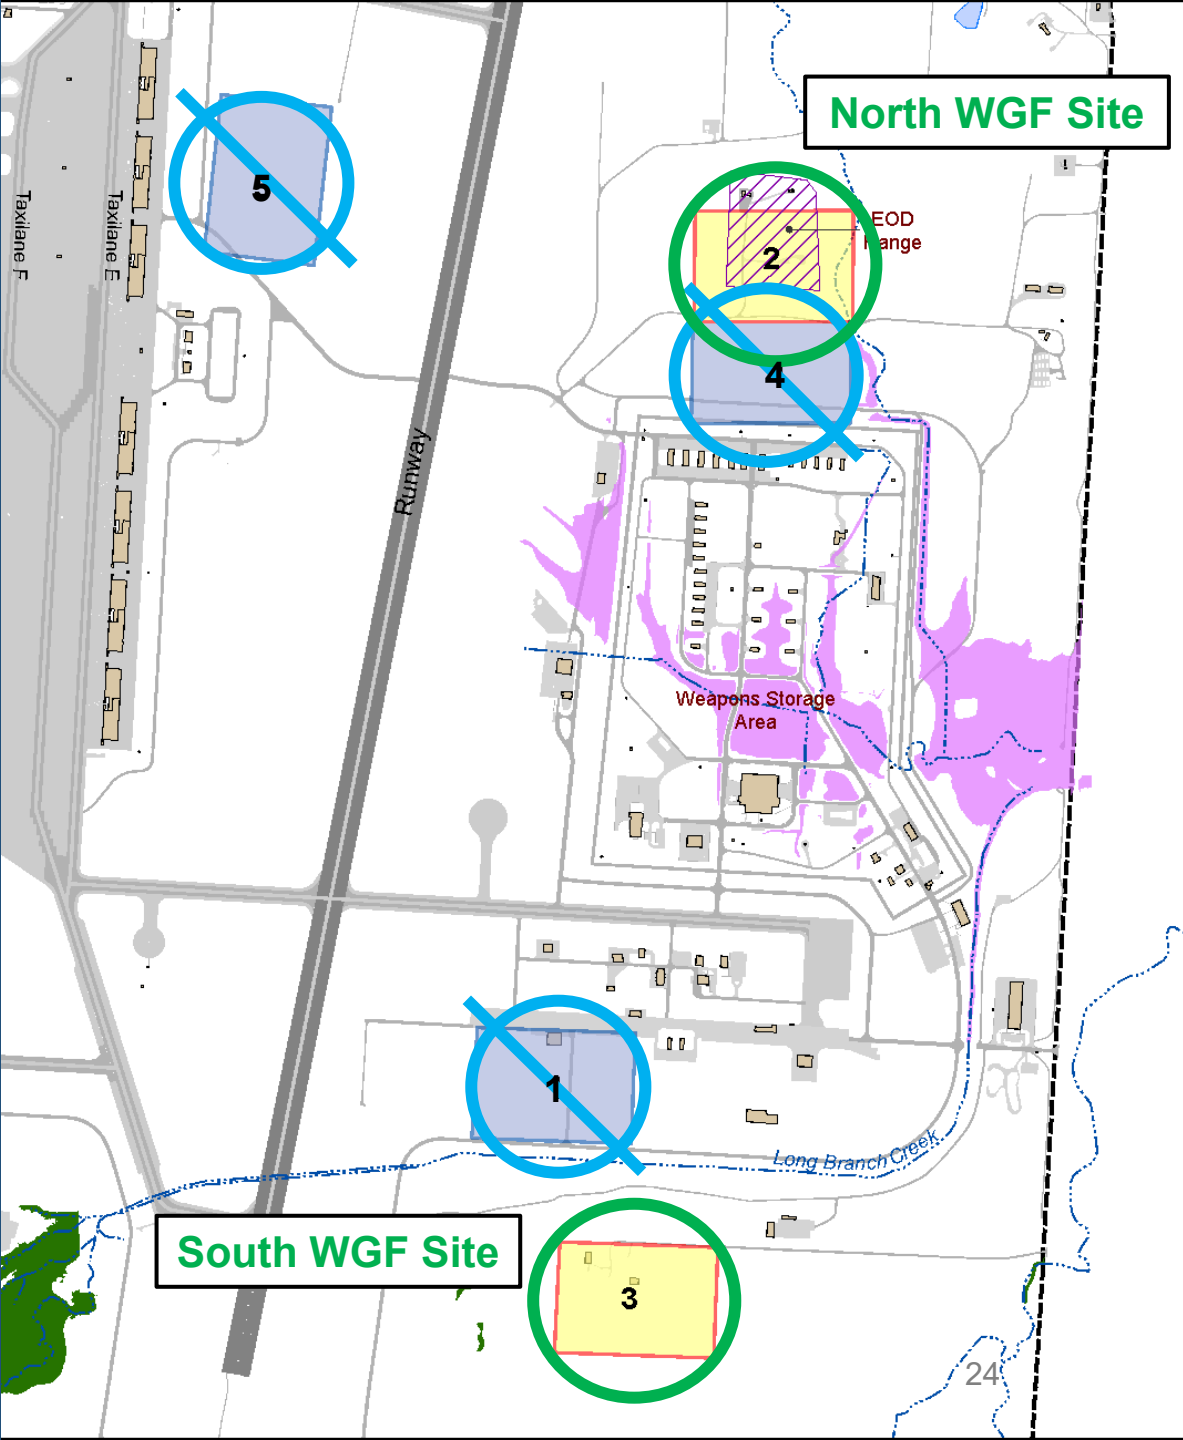 North WGF Site
5
Taxilane F
Taxilane E
EOD
Range
2
4
Runway
Weapons Storage
Area
1
Long Branch Creek
South WGF Site
3
24